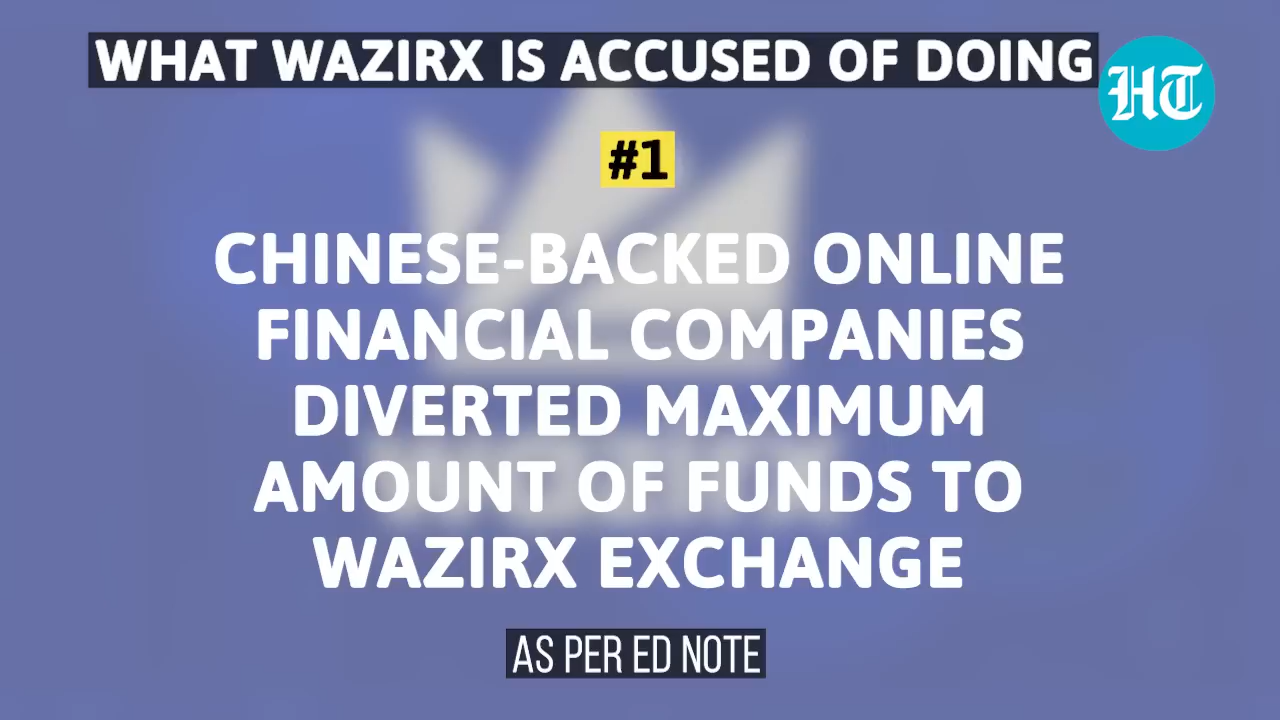 WHAT WAZIRX IS ACCUSED OF DOING
HT
#1
CHINESE-BACKED ONLINE
FINANCIAL COMPANIES
DIVERTED MAXIMUM
AMOUNT OF FUNDS TO
WAZIRX EXCHANGE
AS PER ED NOTE